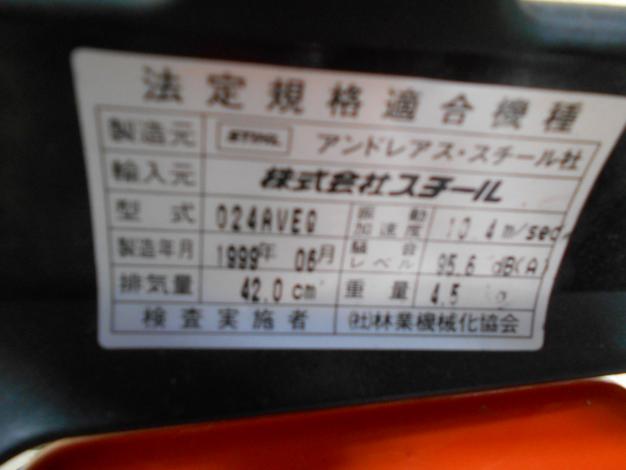 法定規格適合機種
製造元 STIHL アンドレアス・スチール社
輸入元 株式会社スチール
型式 024AVEQ 振動加速度 10.4m/sec
製造年月 1999年 06月 騒音レベル 95.6 dB(A)
排気量 42.0cm 重量 4.5
検査実施者 ㈳林業機械化協会